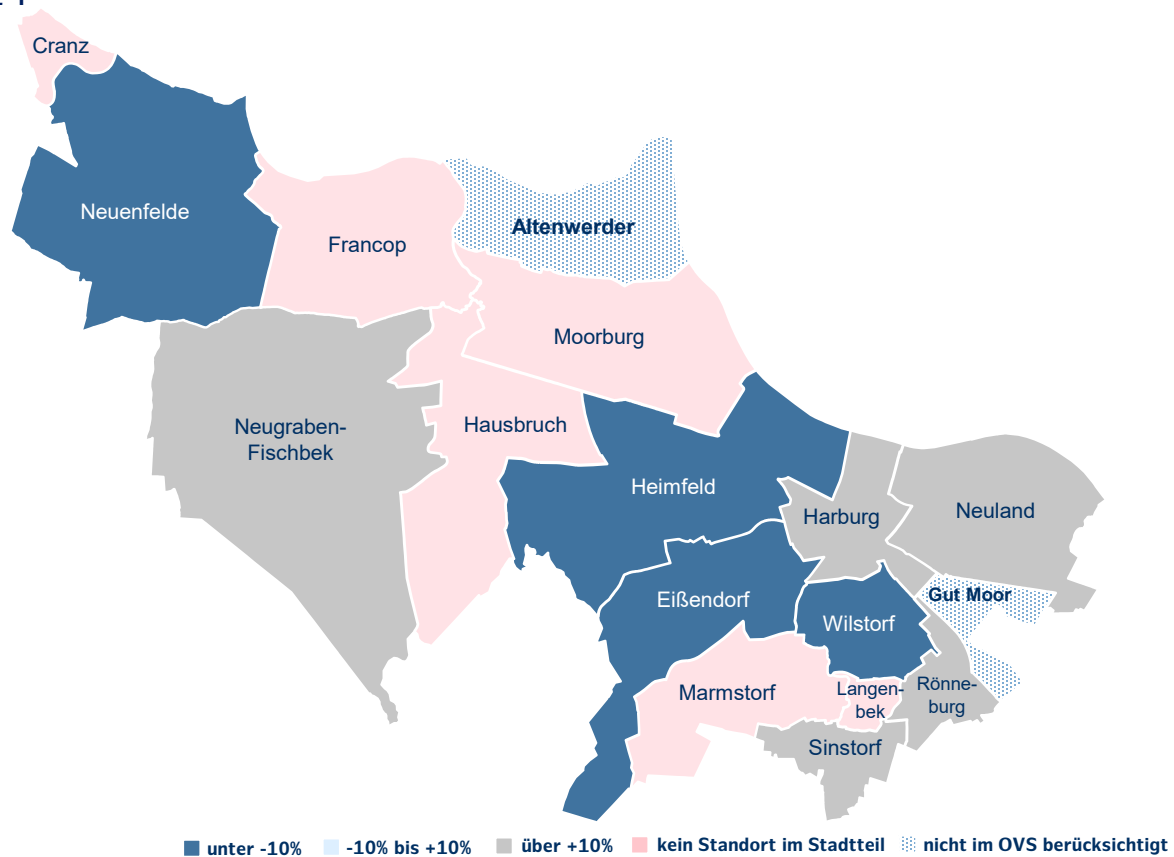 Cranz
Neuenfelde
Francop
Altenwerder
Moorburg
Neugraben-
Fischbek
Hausbruch
Heimfeld
Harburg
Neuland
Eißendorf
Gut Moor
Wilstorf
Marmstorf
Langen-
bek
Rönne-
burg
Sinstorf
unter -10% -10% bis +10% über +10% kein Standort im Stadtteil nicht im OVS berücksichtigt